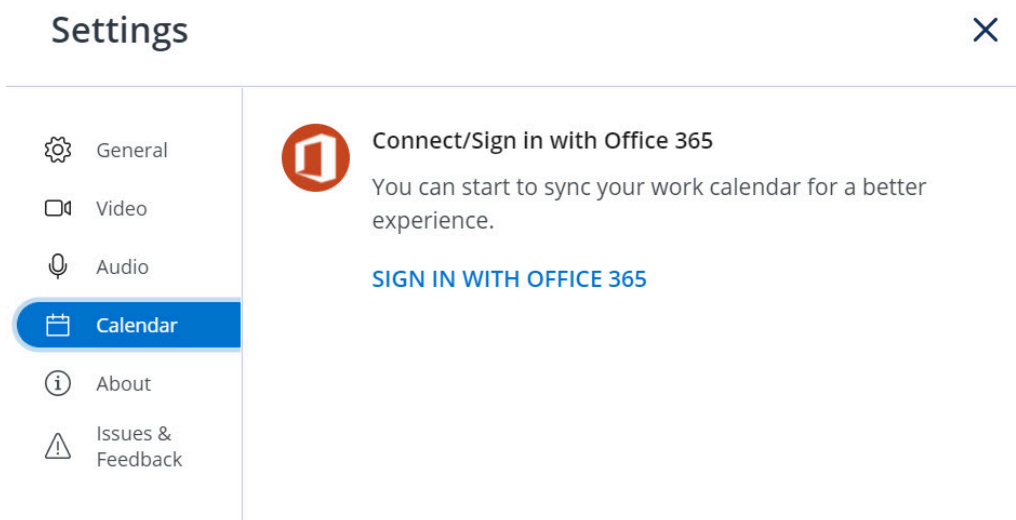 Settings
General
Video
Audio
Calendar
About
Issues &
Feedback
Connect/Sign in with Office 365
You can start to sync your work calendar for a better
experience.
SIGN IN WITH OFFICE 365